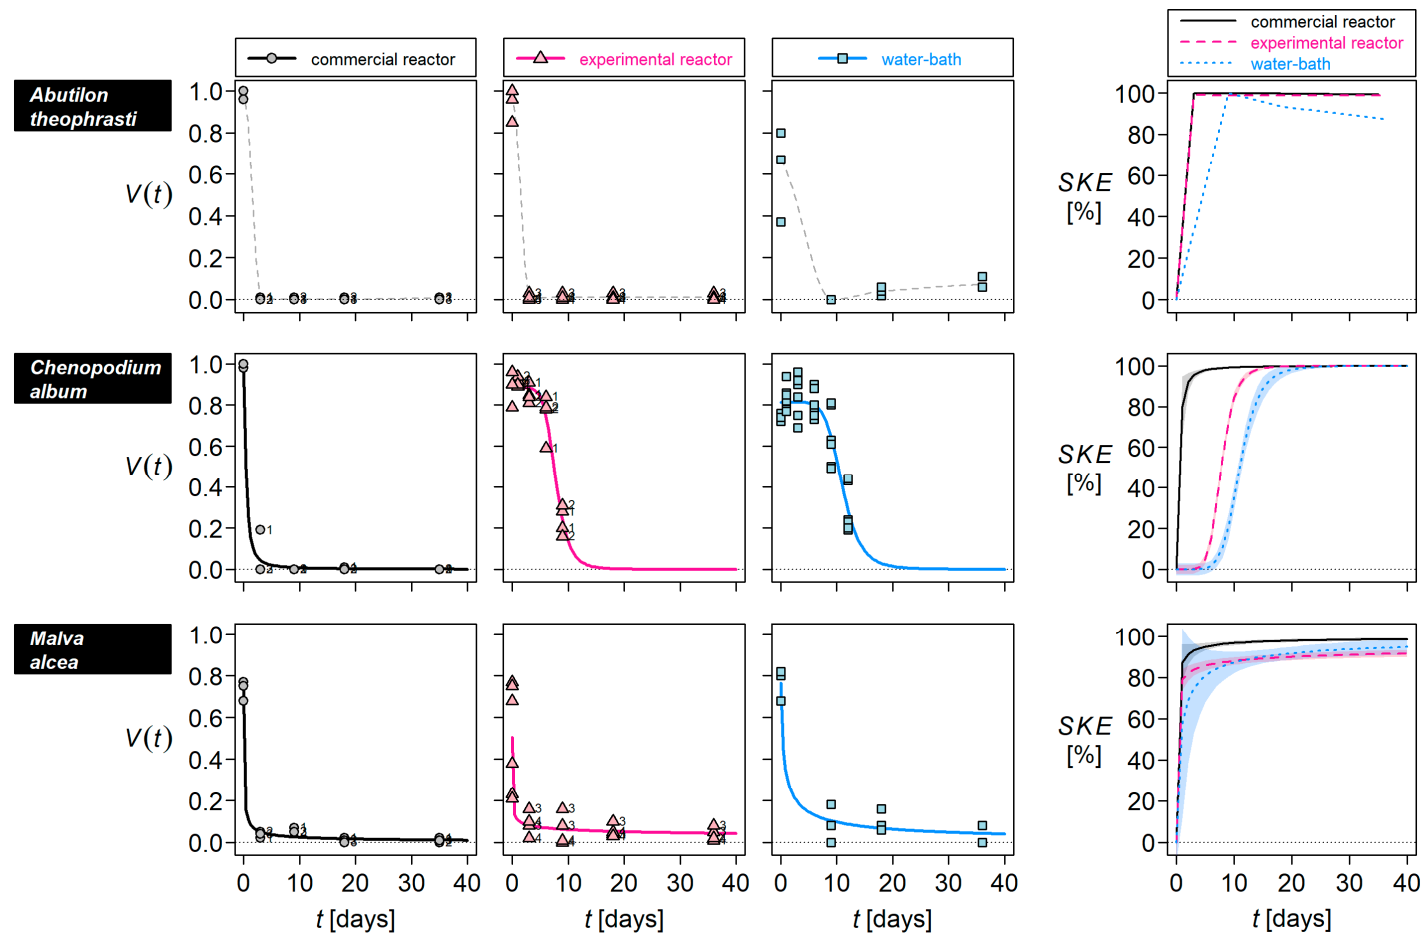 commercial reactor
experimental reactor
water-bath
commercial reactor
experimental reactor
water-bath
Abutilon
theophrasti
V(t)
1.0
0.8
0.6
0.4
0.2
0.0
SKE
[%]
100
80
60
40
20
0
Chenopodium
album
V(t)
1.0
0.8
0.6
0.4
0.2
0.0
SKE
[%]
100
80
60
40
20
0
Malva
alcea
V(t)
1.0
0.8
0.6
0.4
0.2
0.0
SKE
[%]
100
80
60
40
20
0
0 10 20 30 40
0 10 20 30 40
0 10 20 30 40
0 10 20 30 40
t [days]
t [days]
t [days]
t [days]